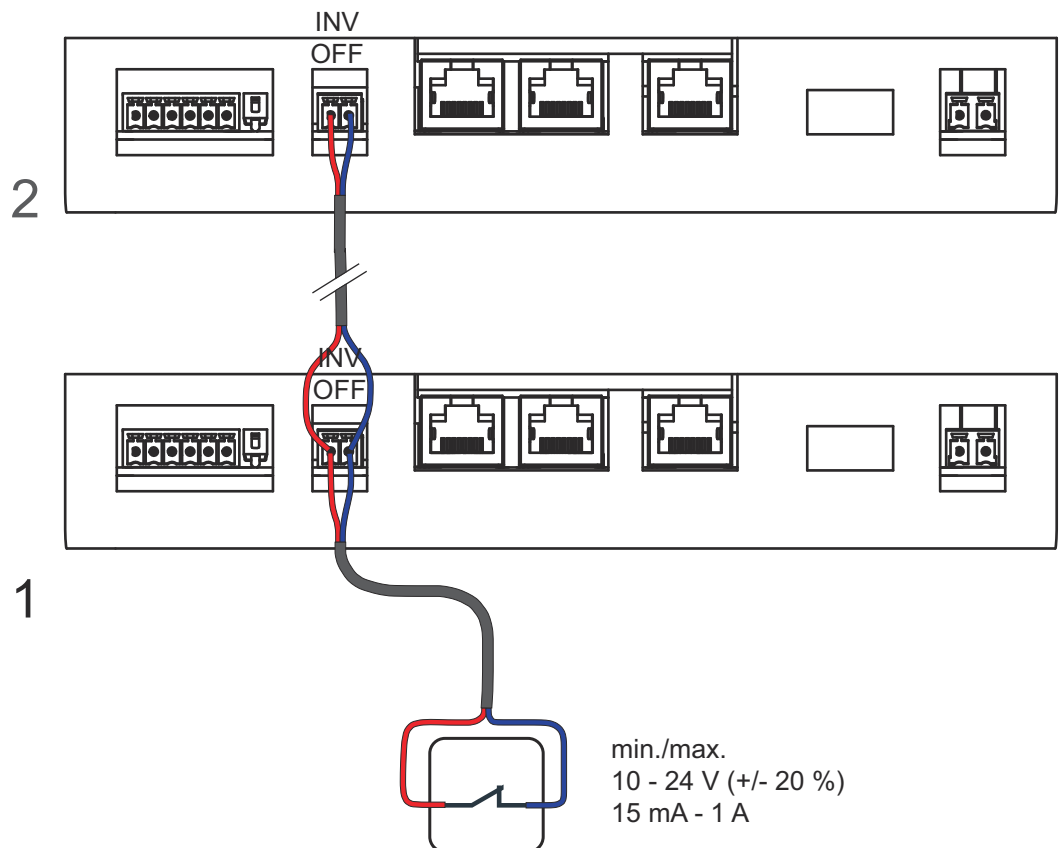 INV
OFF
2
INV
OFF
1
min./max.
10 - 24 V (+/- 20 %)
15 mA - 1 A